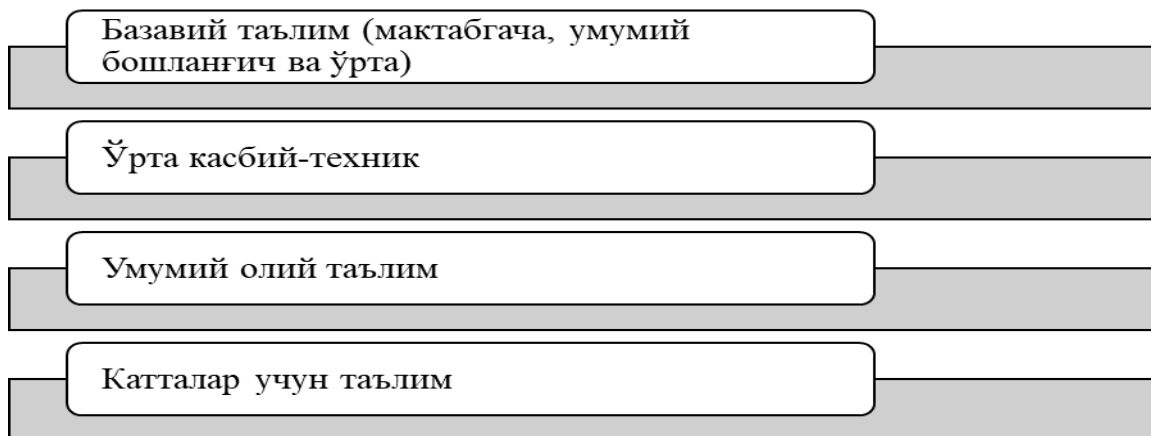 Базавий таълим (мактабгача, умумий
бошланғич ва ўрта)
Ўрта касбий-техник
Умумий олий таълим
Катталар учун таълим